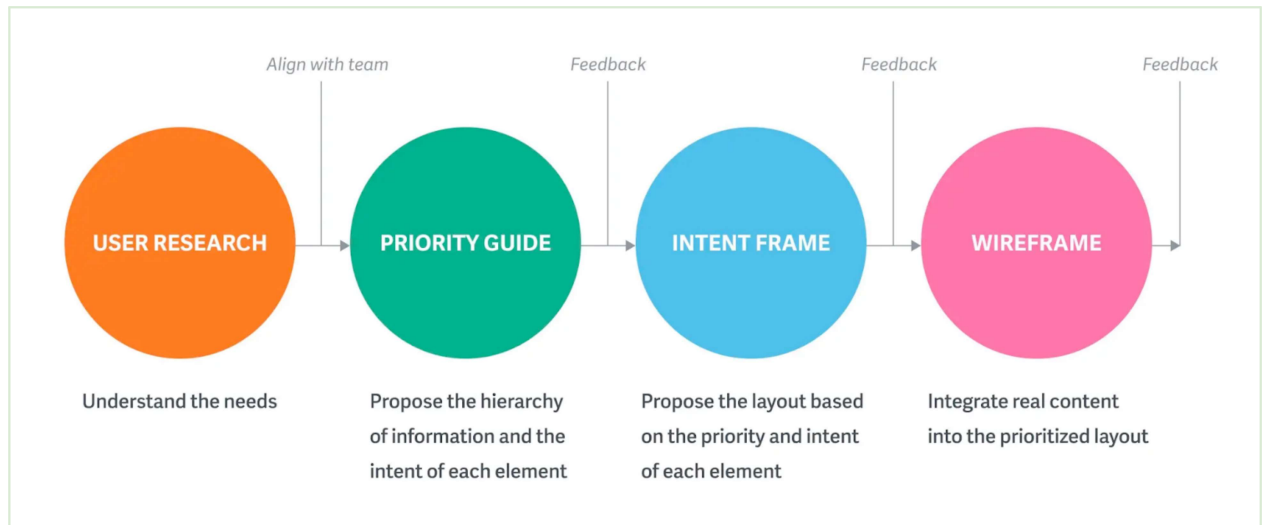 Align with team
Feedback
Feedback
Feedback
USER RESEARCH
PRIORITY GUIDE
INTENT FRAME
WIREFRAME
Understand the needs
Propose the hierarchy
of information and the
intent of each element
Propose the layout based
on the priority and intent
of each element
Integrate real content
into the prioritized layout